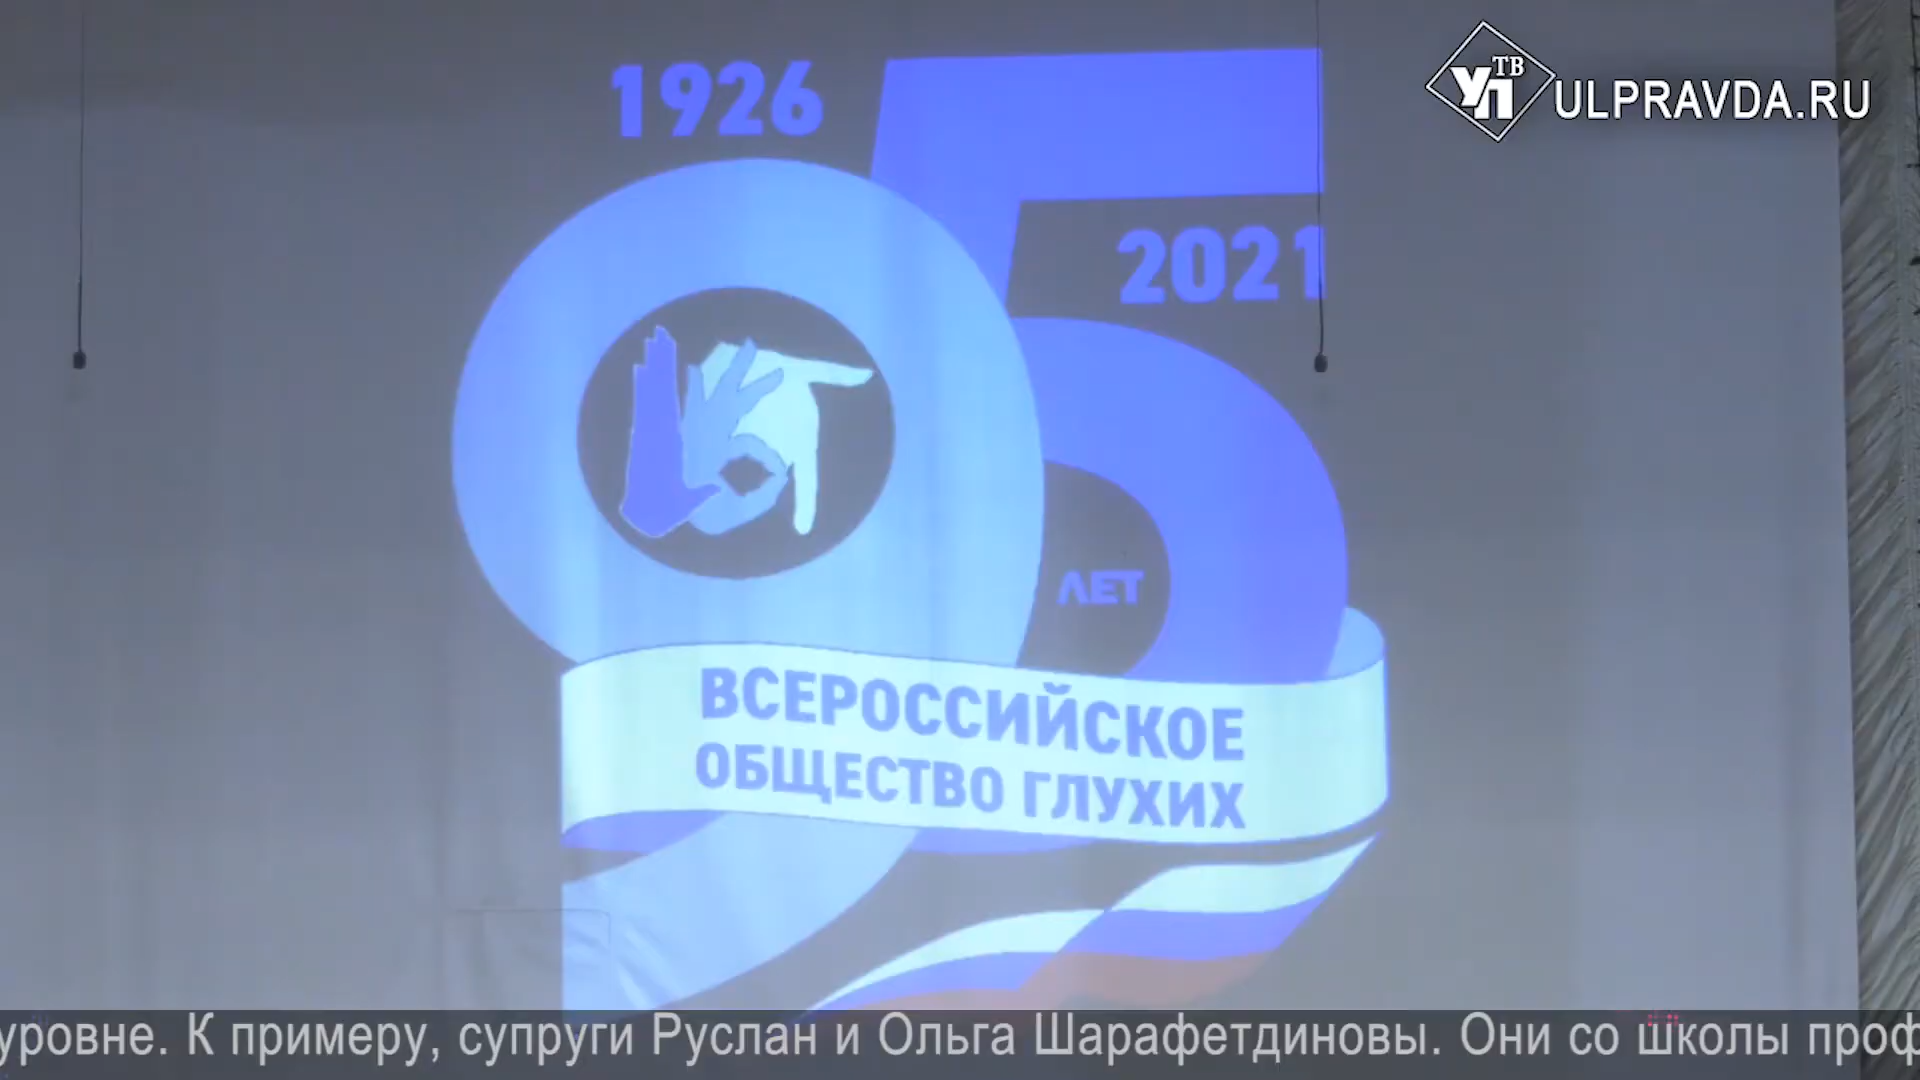 1926
УП ТВ
ULPRAVDA.RU
2021
ЛЕТ
ВСЕРОССИЙСКОЕ
ОБЩЕСТВО ГЛУХИХ
уровне. К примеру, супруги Руслан и Ольга Шарафетдиновы. Они со школы проф